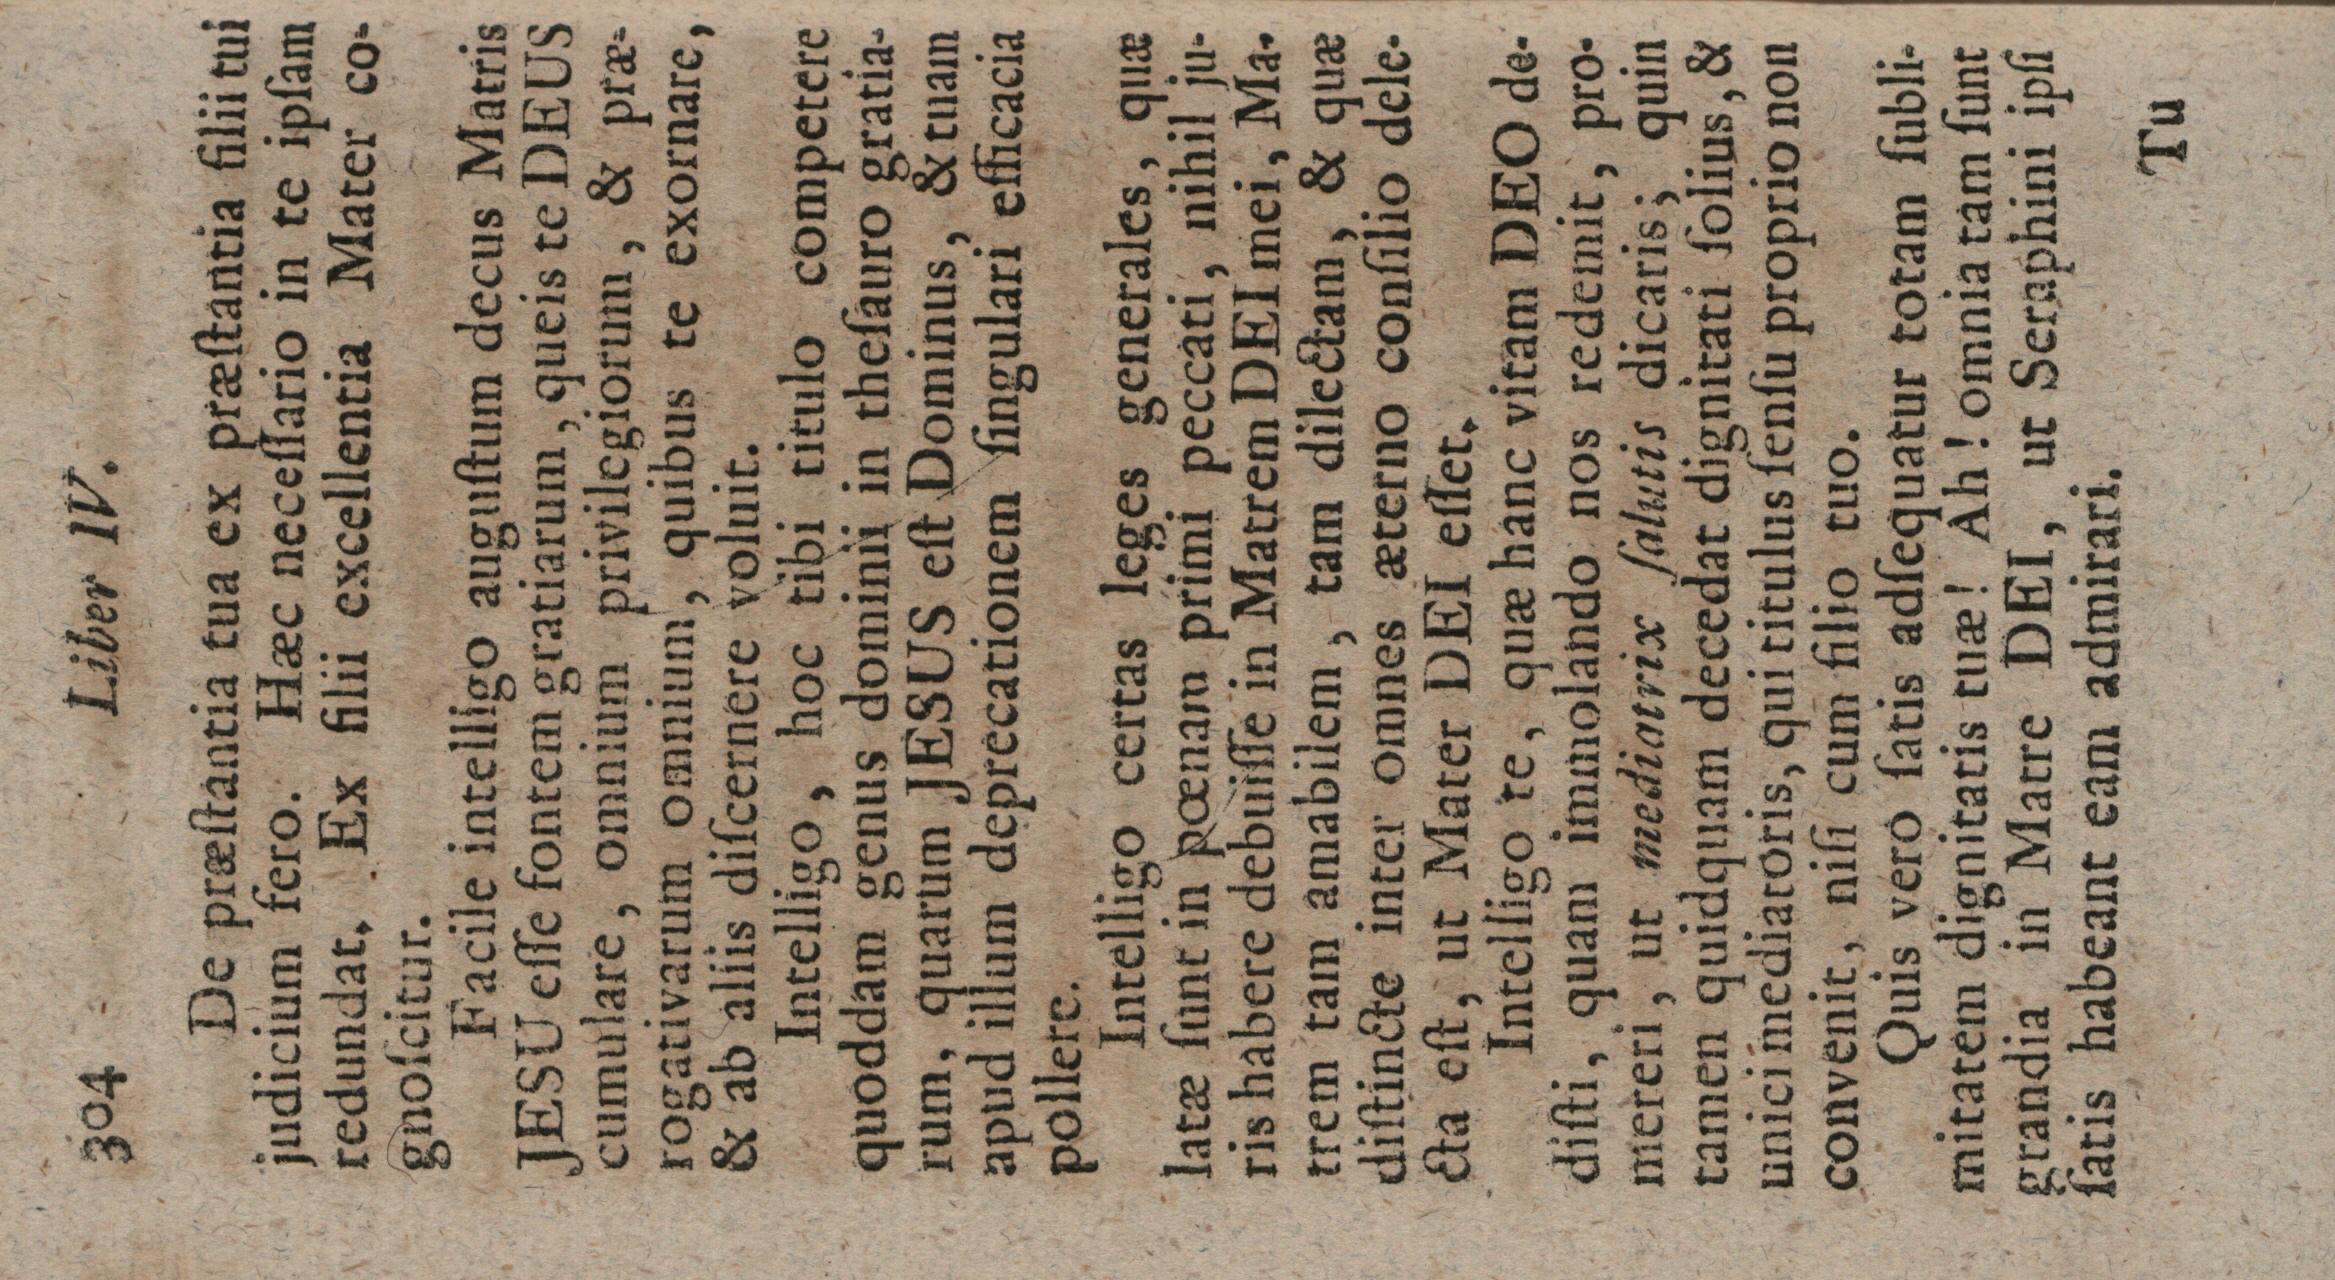 304 Liber IV.
De præſtantia tua ex præſtantia filii tui
judicium fero. Hæc neceſſario in te ipſam
redundat. Ex filii excellentia Mater co-
gnoſcitur.
Facile intelligo auguſtum decus Matris
JESU eſſe fontem gratiarum, queis te DEUS
cumulare, omnium privilegiorum, & præ-
rogativarum omnium, quibus te exornare,
& ab aliis diſcernere voluit.
Intelligo, hoc tibi titulo competere
quoddam genus dominii in theſauro gratia-
rum, quarum JESUS eſt Dominus, & tuam
apud illum deprecationem ſingulari efficacia
pollere.
Intelligo certas leges generales, quæ
latæ ſunt in pœnam primi peccati, nihil ju-
ris habere debuiſſe in Matrem DEI mei, Ma-
trem tam amabilem, tam dilectam, & quæ
diſtincte inter omnes æterno conſilio dele-
cta eſt, ut Mater DEI eſſet.
Intelligo te, quæ hanc vitam DEO de-
diſti, quam immolando nos redemit, pro-
mereri, ut mediatrix ſalutis dicaris; quin
tamen quidquam decedat dignitati ſolius, &
unici mediatoris, qui titulus ſenſu proprio non
convenit, niſi cum filio tuo.
Quis vero ſatis adſequatur totam ſubli-
mitatem dignitatis tuæ! Ah! omnia tam ſunt
grandia in Matre DEI, ut Seraphini ipſi
ſatis habeant eam admirari.
Tu